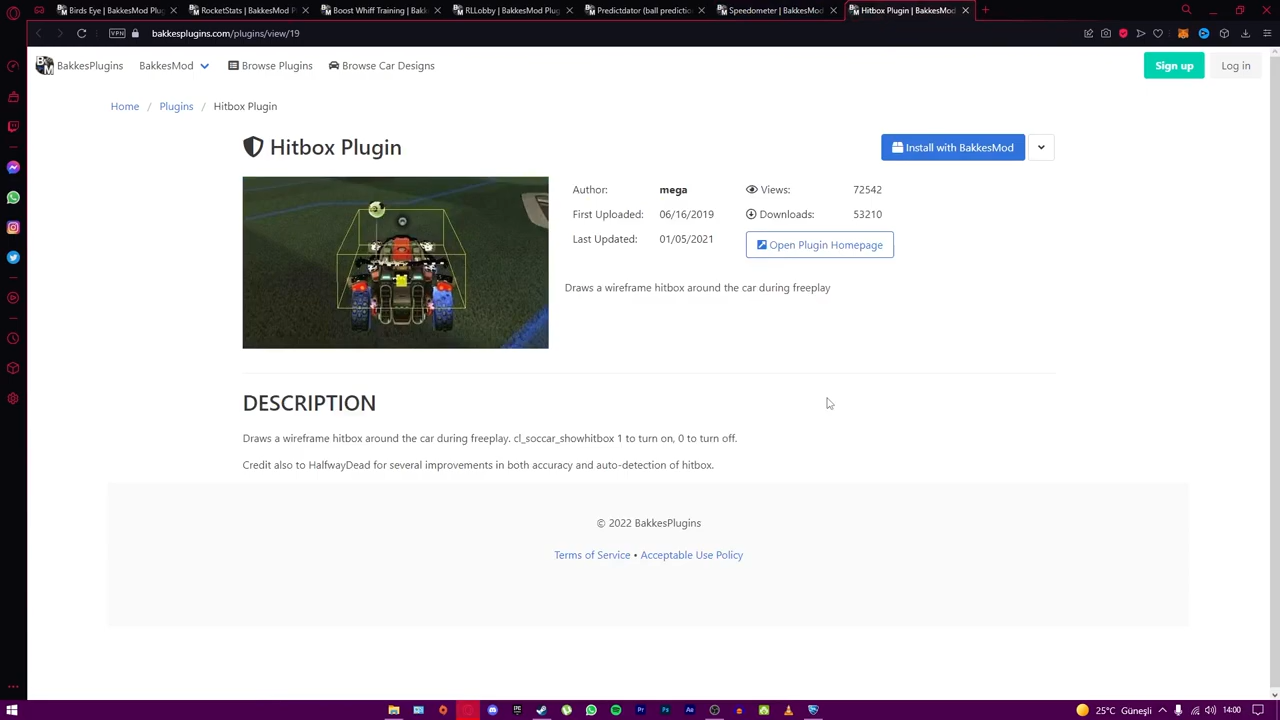 Birds Eye | BakkesMod Plug
RocketStats | BakkesMod P
Boost Whiff Training | Bakk
RLLobby | BakkesMod Plug
Predictdator (ball prediction
Speedometer | BakkesMod
Hitbox Plugin | BakkesMod
VPN bakkesplugins.com/plugins/view/19
BM BakkesPlugins BakkesMod Browse Plugins Browse Car Designs Sign up Log in
Home / Plugins / Hitbox Plugin
Hitbox Plugin
Install with BakkesMod
Author: mega Views: 72542
First Uploaded: 06/16/2019 Downloads: 53210
Last Updated: 01/05/2021 Open Plugin Homepage
Draws a wireframe hitbox around the car during freeplay
DESCRIPTION
Draws a wireframe hitbox around the car during freeplay. cl_soccar_showhitbox 1 to turn on, 0 to turn off.
Credit also to HalfwayDead for several improvements in both accuracy and auto-detection of hitbox.
© 2022 BakkesPlugins
Terms of Service • Acceptable Use Policy
25°C Güneşli 14:00